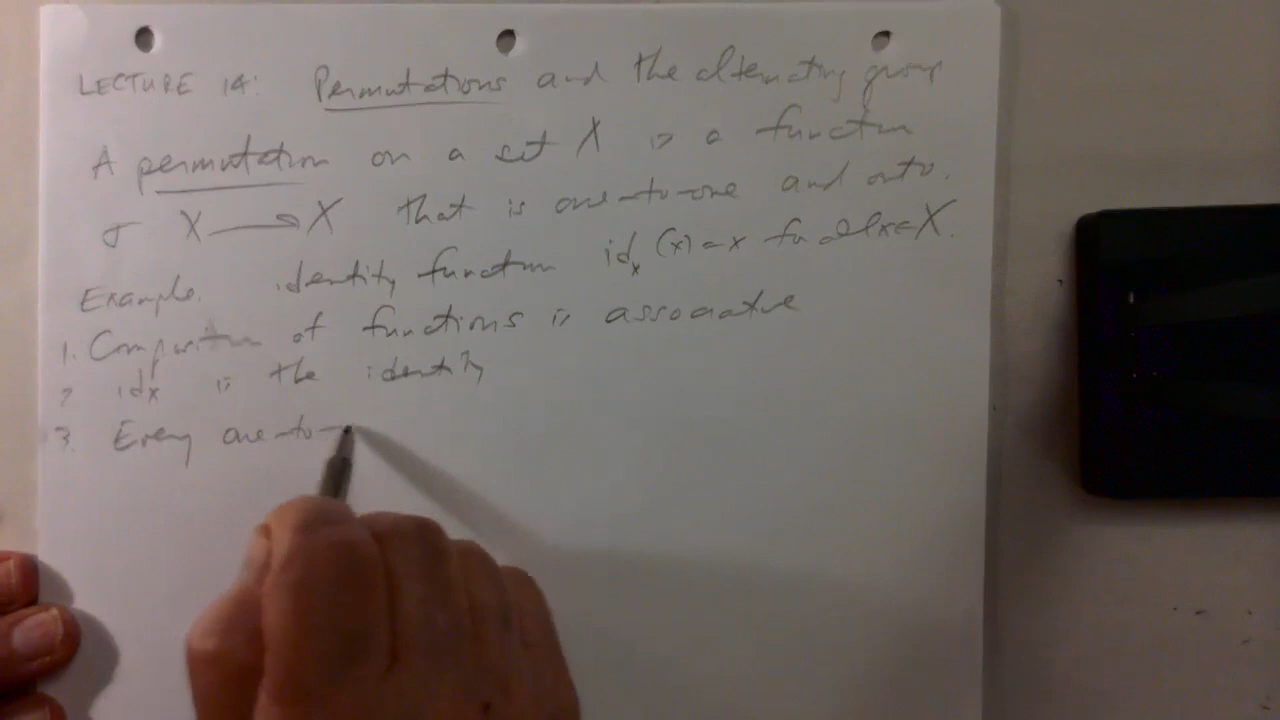 LECTURE 14: Permutations and the alternating group
A permutation on a set X is a function
σ X → X that is one-to-one and onto.
Example. identity function id_X (x) = x for all x ∈ X.
1. Composition of functions is associative
2 id_X is the identity
3. Every one-to-